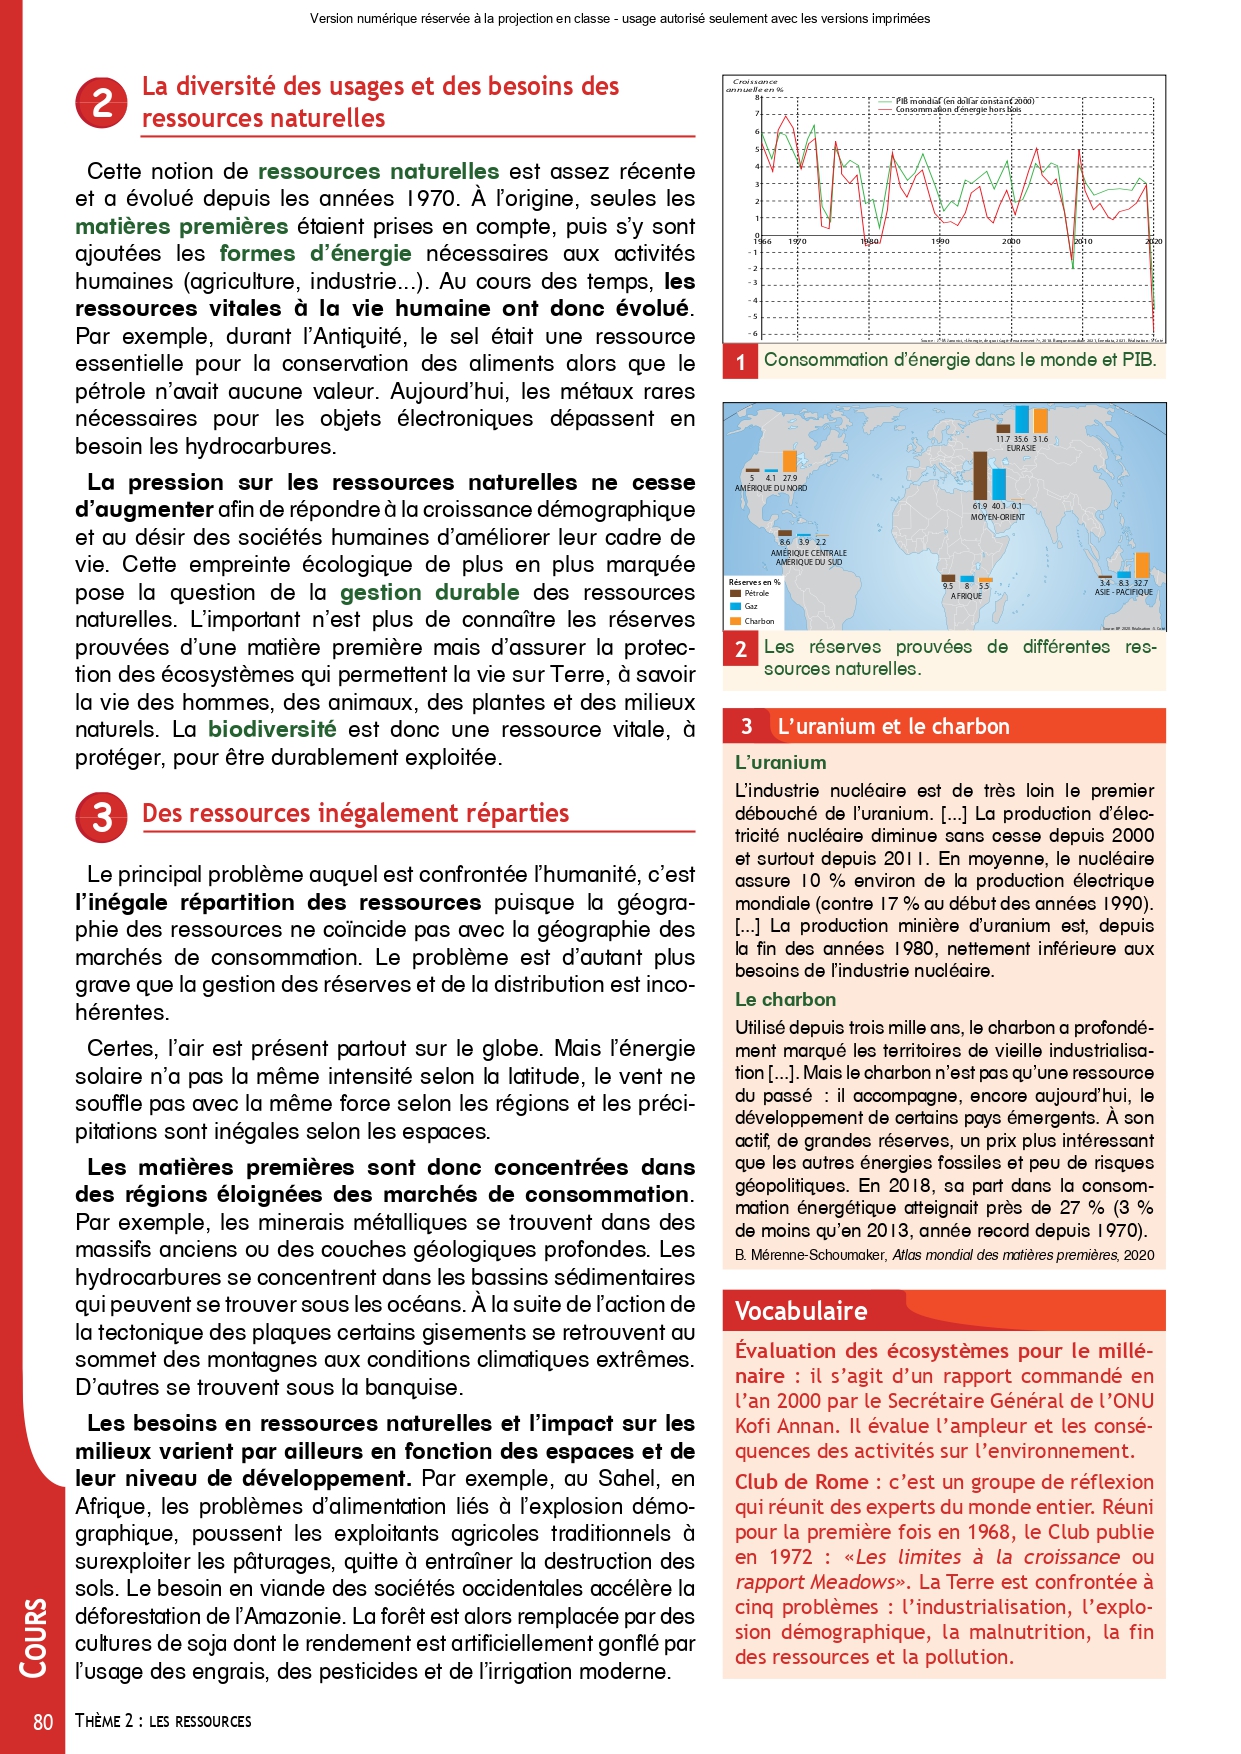 Version numérique réservée à la projection en classe - usage autorisé seulement avec les versions imprimées
2
La diversité des usages et des besoins des
ressources naturelles
Cette notion de ressources naturelles est assez récente
et a évolué depuis les années 1970. À l’origine, seules les
matières premières étaient prises en compte, puis s’y sont
ajoutées les formes d’énergie nécessaires aux activités
humaines (agriculture, industrie...). Au cours des temps, les
ressources vitales à la vie humaine ont donc évolué.
Par exemple, durant l’Antiquité, le sel était une ressource
essentielle pour la conservation des aliments alors que le
pétrole n’avait aucune valeur. Aujourd’hui, les métaux rares
nécessaires pour les objets électroniques dépassent en
besoin les hydrocarbures.
La pression sur les ressources naturelles ne cesse
d’augmenter afin de répondre à la croissance démographique
et au désir des sociétés humaines d’améliorer leur cadre de
vie. Cette empreinte écologique de plus en plus marquée
pose la question de la gestion durable des ressources
naturelles. L’important n’est plus de connaître les réserves
prouvées d’une matière première mais d’assurer la protec-
tion des écosystèmes qui permettent la vie sur Terre, à savoir
la vie des hommes, des animaux, des plantes et des milieux
naturels. La biodiversité est donc une ressource vitale, à
protéger, pour être durablement exploitée.
3
Des ressources inégalement réparties
Le principal problème auquel est confrontée l’humanité, c’est
l’inégale répartition des ressources puisque la géogra-
phie des ressources ne coïncide pas avec la géographie des
marchés de consommation. Le problème est d’autant plus
grave que la gestion des réserves et de la distribution est inco-
hérentes.
Certes, l’air est présent partout sur le globe. Mais l’énergie
solaire n’a pas la même intensité selon la latitude, le vent ne
souffle pas avec la même force selon les régions et les préci-
pitations sont inégales selon les espaces.
Les matières premières sont donc concentrées dans
des régions éloignées des marchés de consommation.
Par exemple, les minerais métalliques se trouvent dans des
massifs anciens ou des couches géologiques profondes. Les
hydrocarbures se concentrent dans les bassins sédimentaires
qui peuvent se trouver sous les océans. À la suite de l’action de
la tectonique des plaques certains gisements se retrouvent au
sommet des montagnes aux conditions climatiques extrêmes.
D’autres se trouvent sous la banquise.
Les besoins en ressources naturelles et l’impact sur les
milieux varient par ailleurs en fonction des espaces et de
leur niveau de développement. Par exemple, au Sahel, en
Afrique, les problèmes d’alimentation liés à l’explosion démo-
graphique, poussent les exploitants agricoles traditionnels à
surexploiter les pâturages, quitte à entraîner la destruction des
sols. Le besoin en viande des sociétés occidentales accélère la
déforestation de l’Amazonie. La forêt est alors remplacée par des
cultures de soja dont le rendement est artificiellement gonflé par
l’usage des engrais, des pesticides et de l’irrigation moderne.
Croissance
annuelle en %
PIB mondial (en dollar constant 2000)
Consommation d'énergie hors bois
8
7
6
5
4
3
2
1
0
1966 1970 1980 1990 2000 2010 2020
- 1
- 2
- 3
- 4
- 5
- 6
1 Consommation d’énergie dans le monde et PIB.
11.7 35.6 31.6
EURASIE
5 4.1 27.9
AMÉRIQUE DU NORD
61.9 40.1 0.1
MOYEN-ORIENT
8.6 3.9 2.2
AMÉRIQUE CENTRALE
AMÉRIQUE DU SUD
9.5 8 5.5
AFRIQUE
3.4 8.3 32.7
ASIE - PACIFIQUE
Réserves en %
Pétrole
Gaz
Charbon
2 Les réserves prouvées de différentes res-
sources naturelles.
3 L’uranium et le charbon
L’uranium
L’industrie nucléaire est de très loin le premier
débouché de l’uranium. [...] La production d’élec-
tricité nucléaire diminue sans cesse depuis 2000
et surtout depuis 2011. En moyenne, le nucléaire
assure 10 % environ de la production électrique
mondiale (contre 17 % au début des années 1990).
[...] La production minière d’uranium est, depuis
la fin des années 1980, nettement inférieure aux
besoins de l’industrie nucléaire.
Le charbon
Utilisé depuis trois mille ans, le charbon a profondé-
ment marqué les territoires de vieille industrialisa-
tion [...]. Mais le charbon n’est pas qu’une ressource
du passé : il accompagne, encore aujourd’hui, le
développement de certains pays émergents. À son
actif, de grandes réserves, un prix plus intéressant
que les autres énergies fossiles et peu de risques
géopolitiques. En 2018, sa part dans la consom-
mation énergétique atteignait près de 27 % (3 %
de moins qu’en 2013, année record depuis 1970).
B. Mérenne-Schoumaker, Atlas mondial des matières premières, 2020
Vocabulaire
Évaluation des écosystèmes pour le millé-
naire : il s’agit d’un rapport commandé en
l’an 2000 par le Secrétaire Général de l’ONU
Kofi Annan. Il évalue l’ampleur et les consé-
quences des activités sur l’environnement.
Club de Rome : c’est un groupe de réflexion
qui réunit des experts du monde entier. Réuni
pour la première fois en 1968, le Club publie
en 1972 : «Les limites à la croissance ou
rapport Meadows». La Terre est confrontée à
cinq problèmes : l’industrialisation, l’explo-
sion démographique, la malnutrition, la fin
des ressources et la pollution.
COURS
80 THÈME 2 : LES RESSOURCES